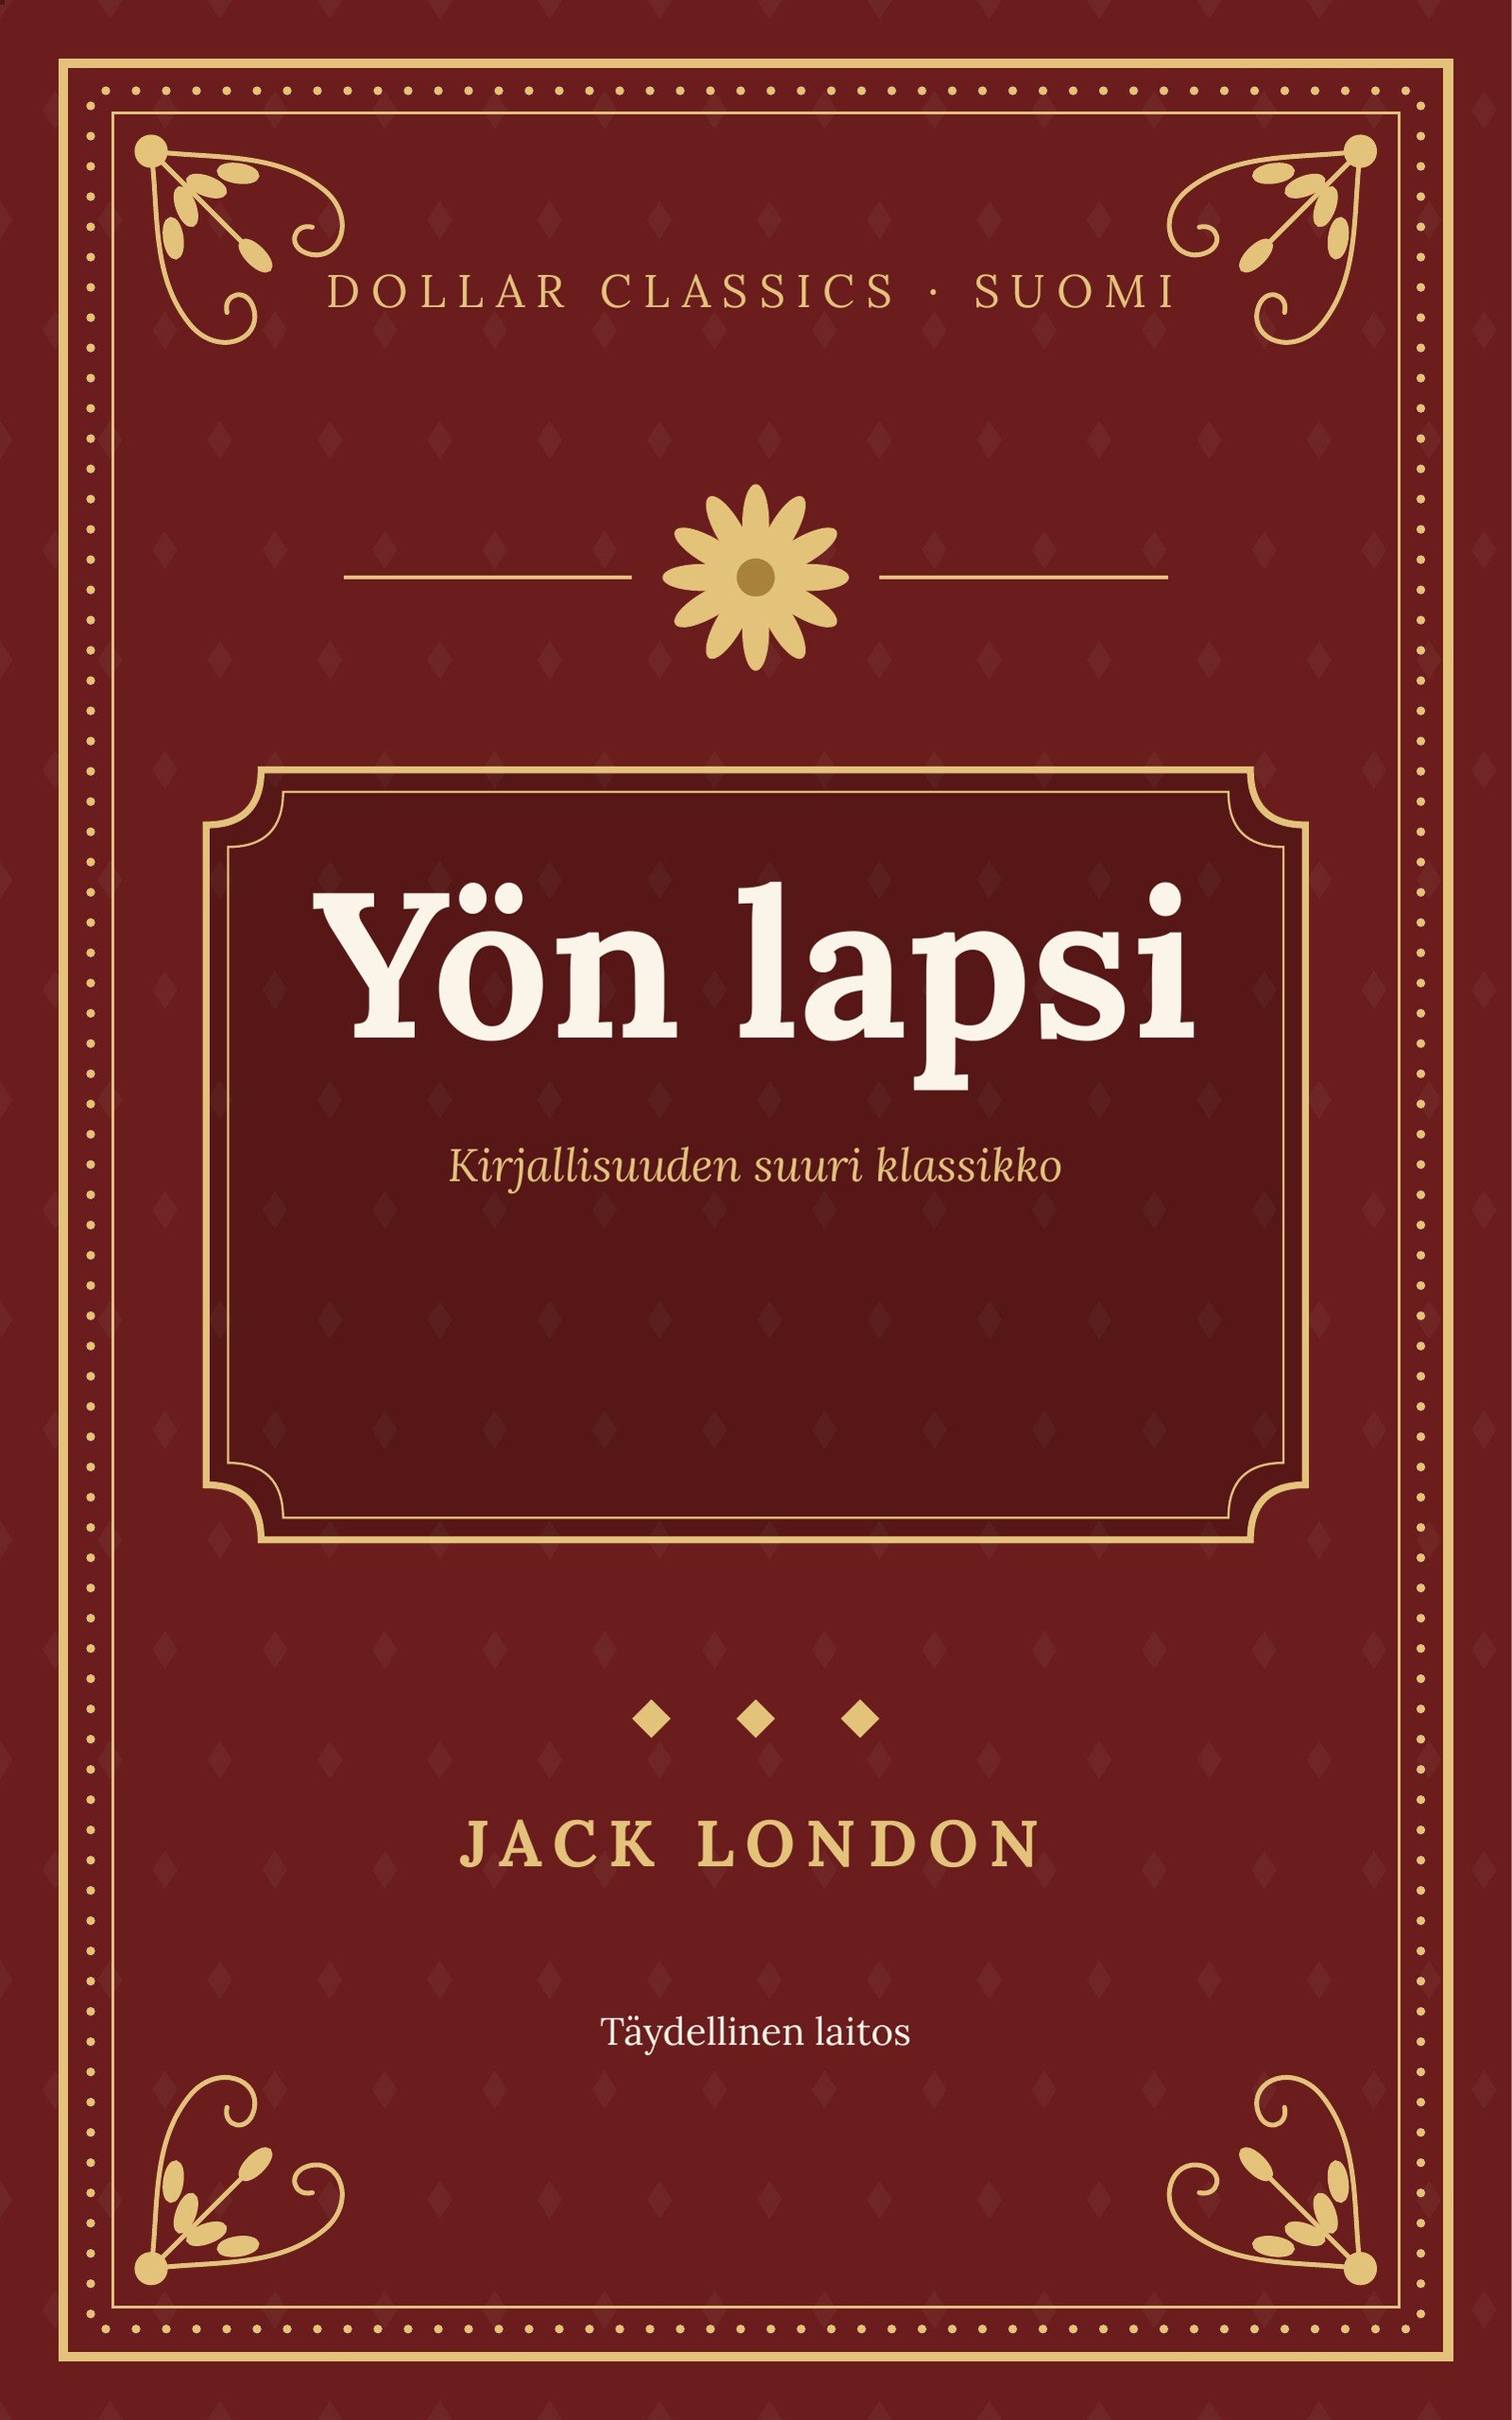 DOLLAR CLASSICS · SUOMI
Yön lapsi
Kirjallisuuden suuri klassikko
JACK LONDON
Täydellinen laitos